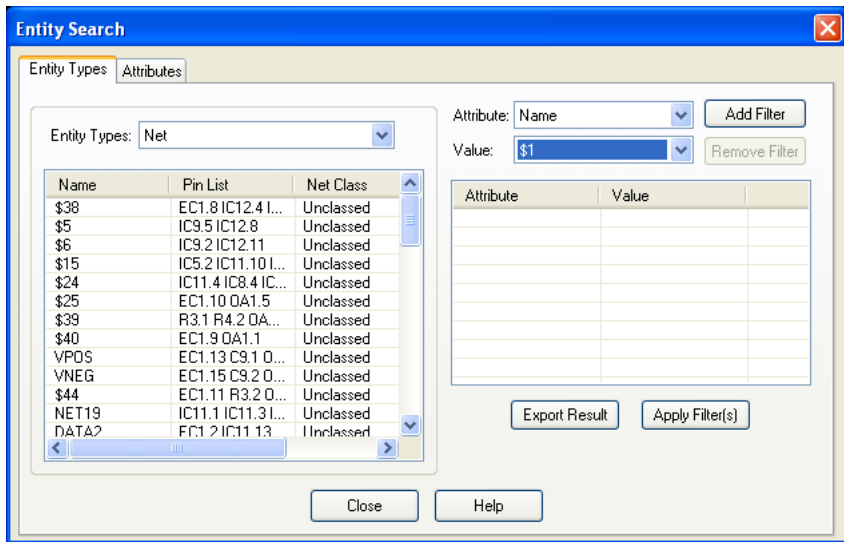 Entity Search
Entity Types Attributes
Entity Types: Net
Name Pin List Net Class
$38 EC1.8 IC12.4 I... Unclassed
$5 IC9.5 IC12.8 Unclassed
$6 IC9.2 IC12.11 Unclassed
$15 IC5.2 IC11.10 I... Unclassed
$24 IC11.4 IC8.4 IC... Unclassed
$25 EC1.10 OA1.5 Unclassed
$39 R3.1 R4.2 OA... Unclassed
$40 EC1.9 OA1.1 Unclassed
VPOS EC1.13 C9.1 O... Unclassed
VNEG EC1.15 C9.2 O... Unclassed
$44 EC1.11 R3.2 O... Unclassed
NET19 IC11.1 IC11.3 I... Unclassed
DATA2 EC1.2 IC11.13 Unclassed
Attribute: Name Add Filter
Value: $1 Remove Filter
Attribute Value
Export Result Apply Filter(s)
Close Help